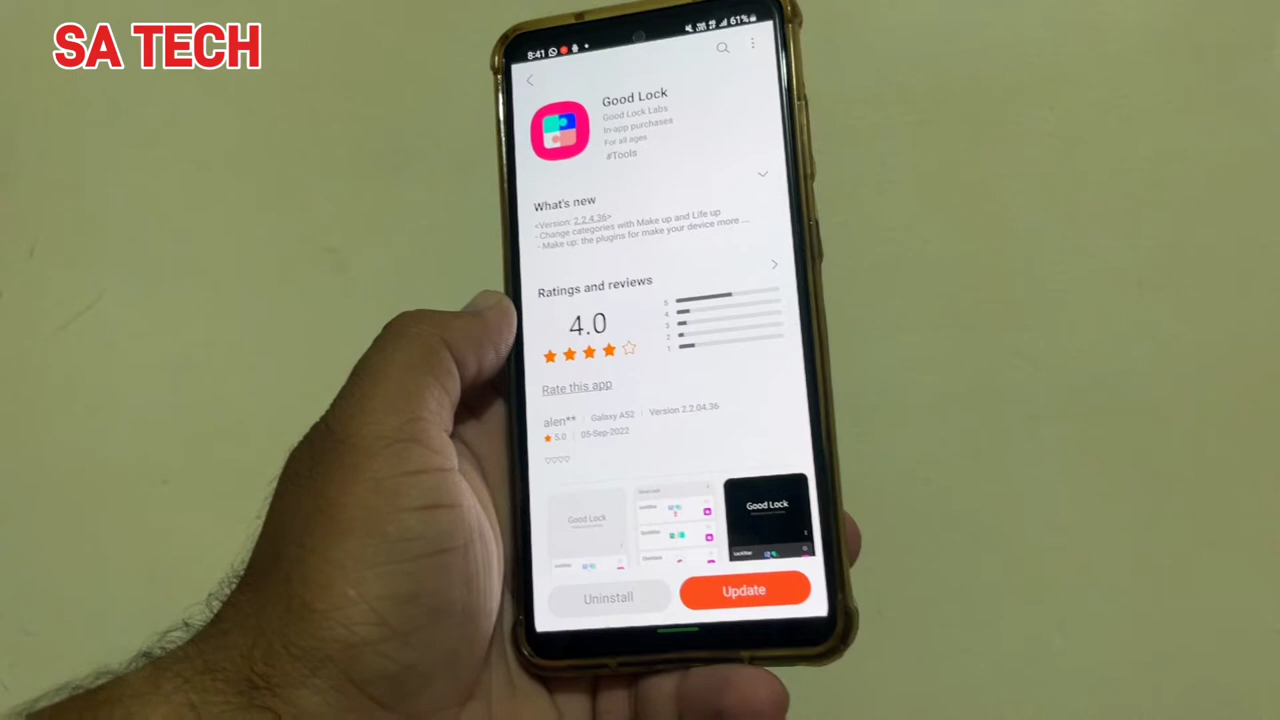 SA TECH
8:41
61%
Good Lock
Good Lock Labs
In-app purchases
For all ages
#Tools
What's new
<Version: 2.2.4.36>
- Change categories with Make up and Life up
- Make up: the plugins for make your device more ...
Ratings and reviews
4.0
5
4
3
2
1
Rate this app
alen** Galaxy A52 Version 2.2.04.36
5.0 05-Sep-2022
Good Lock
Good Lock
Uninstall
Update